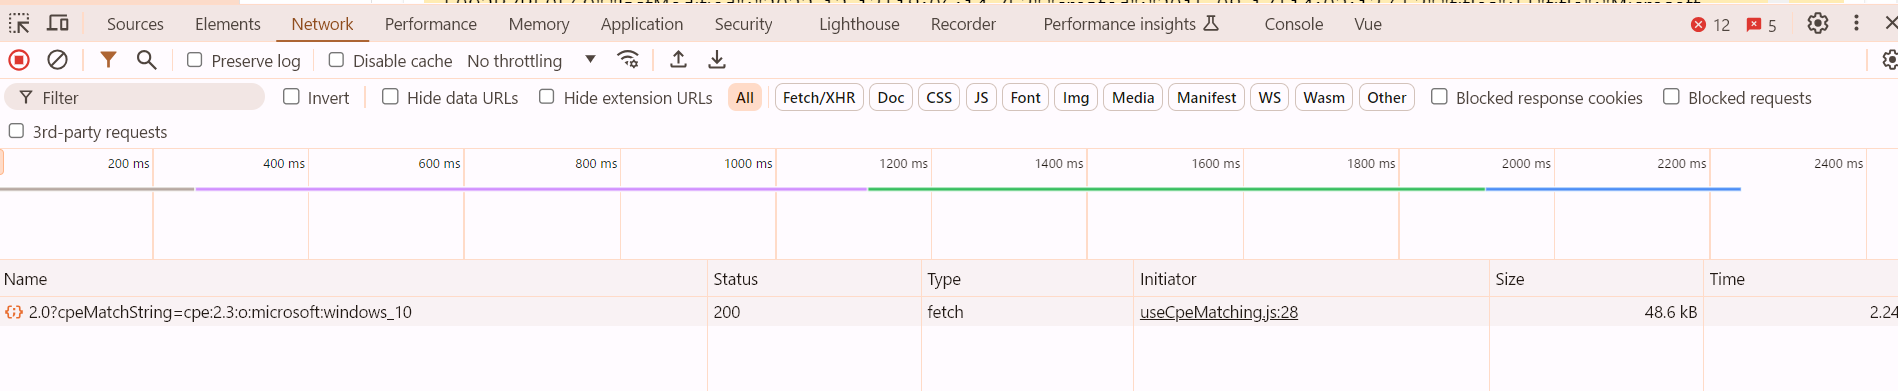 Sources Elements Network Performance Memory Application Security Lighthouse Recorder Performance insights Console Vue 12 5
Preserve log Disable cache No throttling
Filter Invert Hide data URLs Hide extension URLs All Fetch/XHR Doc CSS JS Font Img Media Manifest WS Wasm Other Blocked response cookies Blocked requests
3rd-party requests
200 ms 400 ms 600 ms 800 ms 1000 ms 1200 ms 1400 ms 1600 ms 1800 ms 2000 ms 2200 ms 2400 ms
Name Status Type Initiator Size Time
2.0?cpeMatchString=cpe:2.3:o:microsoft:windows_10 200 fetch useCpeMatching.js:28 48.6 kB 2.24